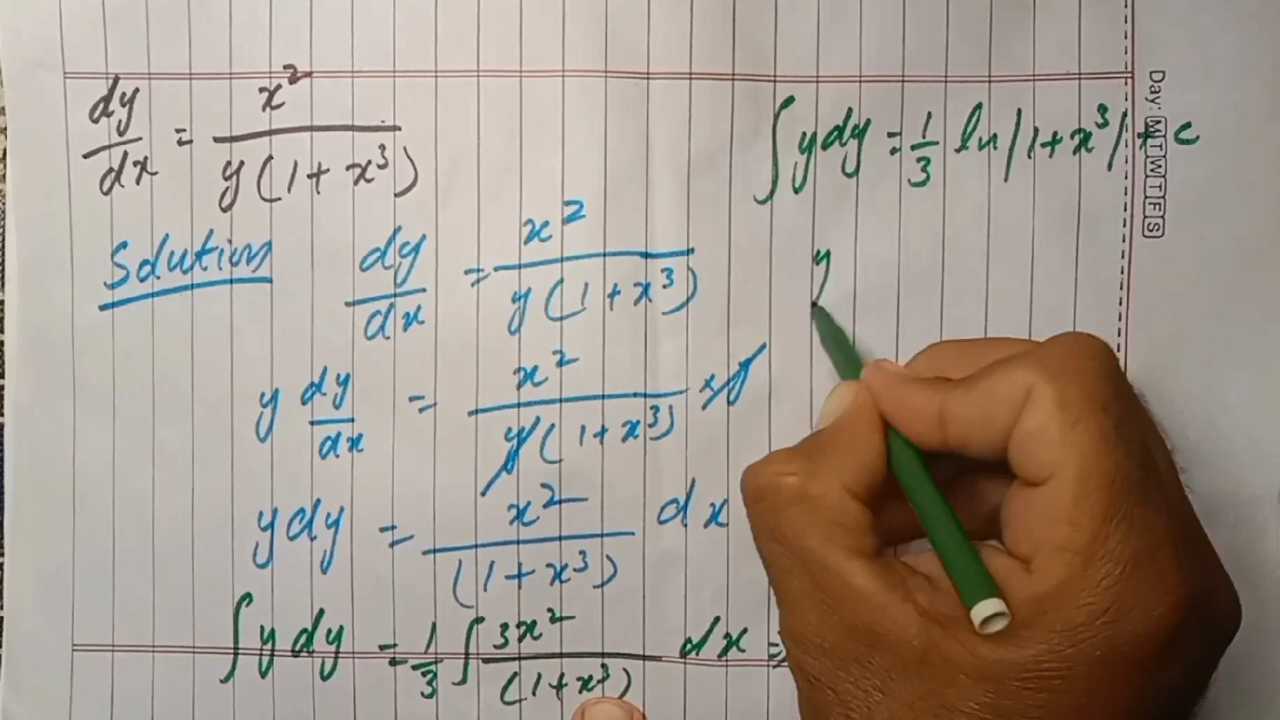 dy/dx = x²/y(1+x³)
Solution dy/dx = x²/y(1+x³)
y dy/dx = x²/y(1+x³) × y
y dy = x²/(1+x³) dx
∫ y dy = 1/3 ∫ 3x²/(1+x³) dx =
∫ y dy = 1/3 ln |1+x³| + c
y
Day: M T W T F S